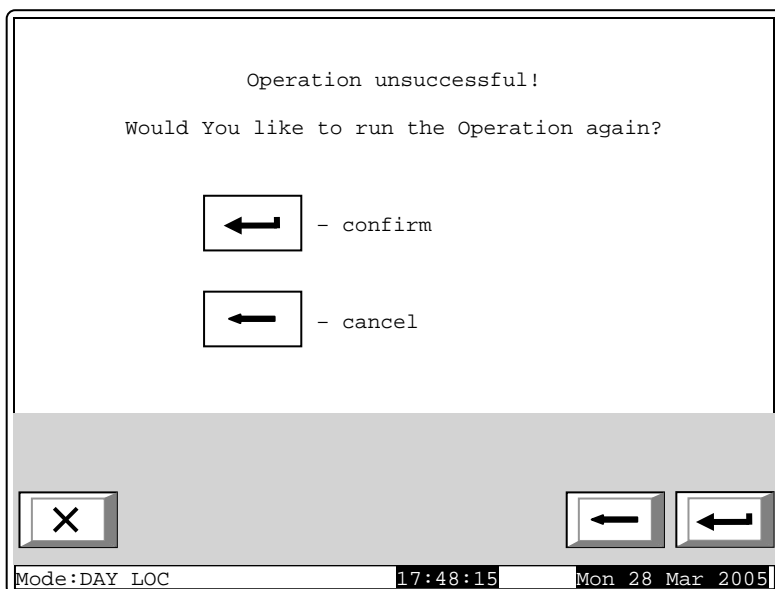 Operation unsuccessful!
Would You like to run the Operation again?
- confirm
- cancel
Mode:DAY LOC 17:48:15 Mon 28 Mar 2005